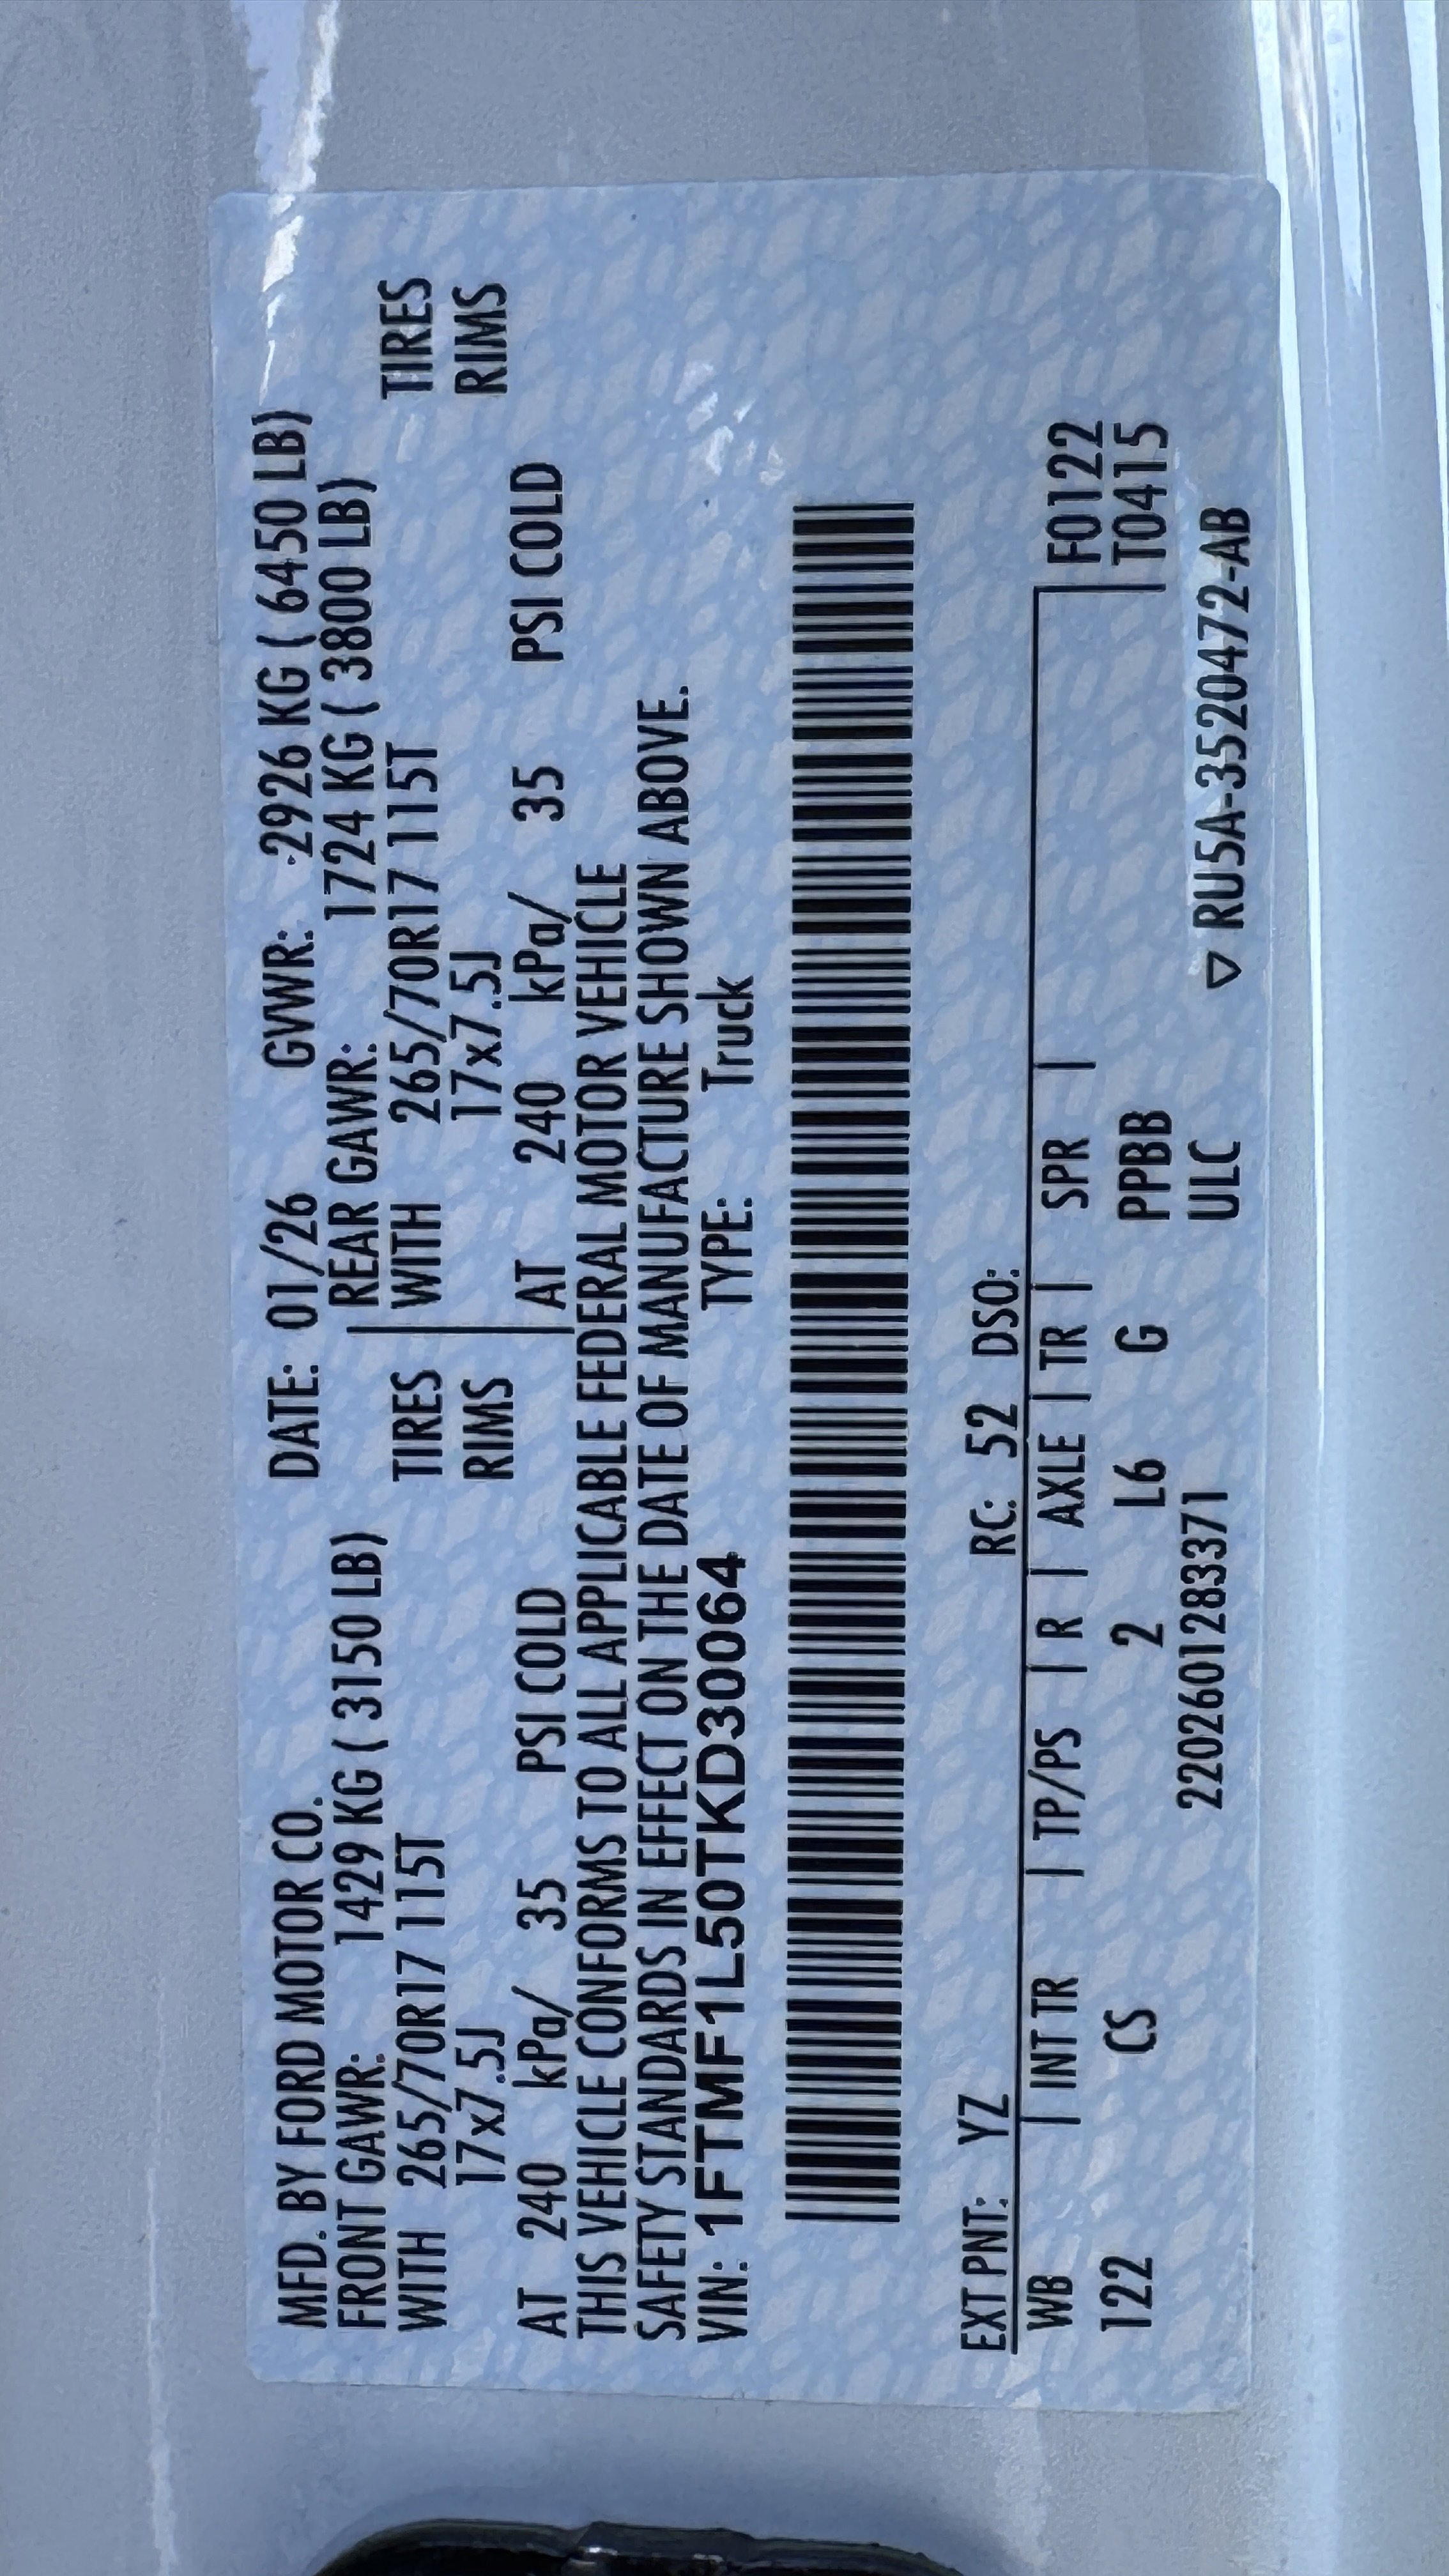 MFD. BY FORD MOTOR CO. DATE: 01/26 GVWR: 2926 KG ( 6450 LB)
FRONT GAWR: 1429 KG ( 3150 LB) REAR GAWR: 1724 KG ( 3800 LB)
WITH 265/70R17 115T TIRES WITH 265/70R17 115T TIRES
17x7.5J RIMS 17x7.5J RIMS
AT 240 kPa/ 35 PSI COLD AT 240 kPa/ 35 PSI COLD
THIS VEHICLE CONFORMS TO ALL APPLICABLE FEDERAL MOTOR VEHICLE
SAFETY STANDARDS IN EFFECT ON THE DATE OF MANUFACTURE SHOWN ABOVE.
VIN: 1FTMF1L50TKD30064 TYPE: Truck
EXT PNT: YZ RC: 52 DSO:
WB | INT TR | TP/PS | R | AXLE | TR | SPR | F0122
122 CS 2 L6 G PPBB T0415
2202601283371 ULC ▽ RU5A-3520472-AB